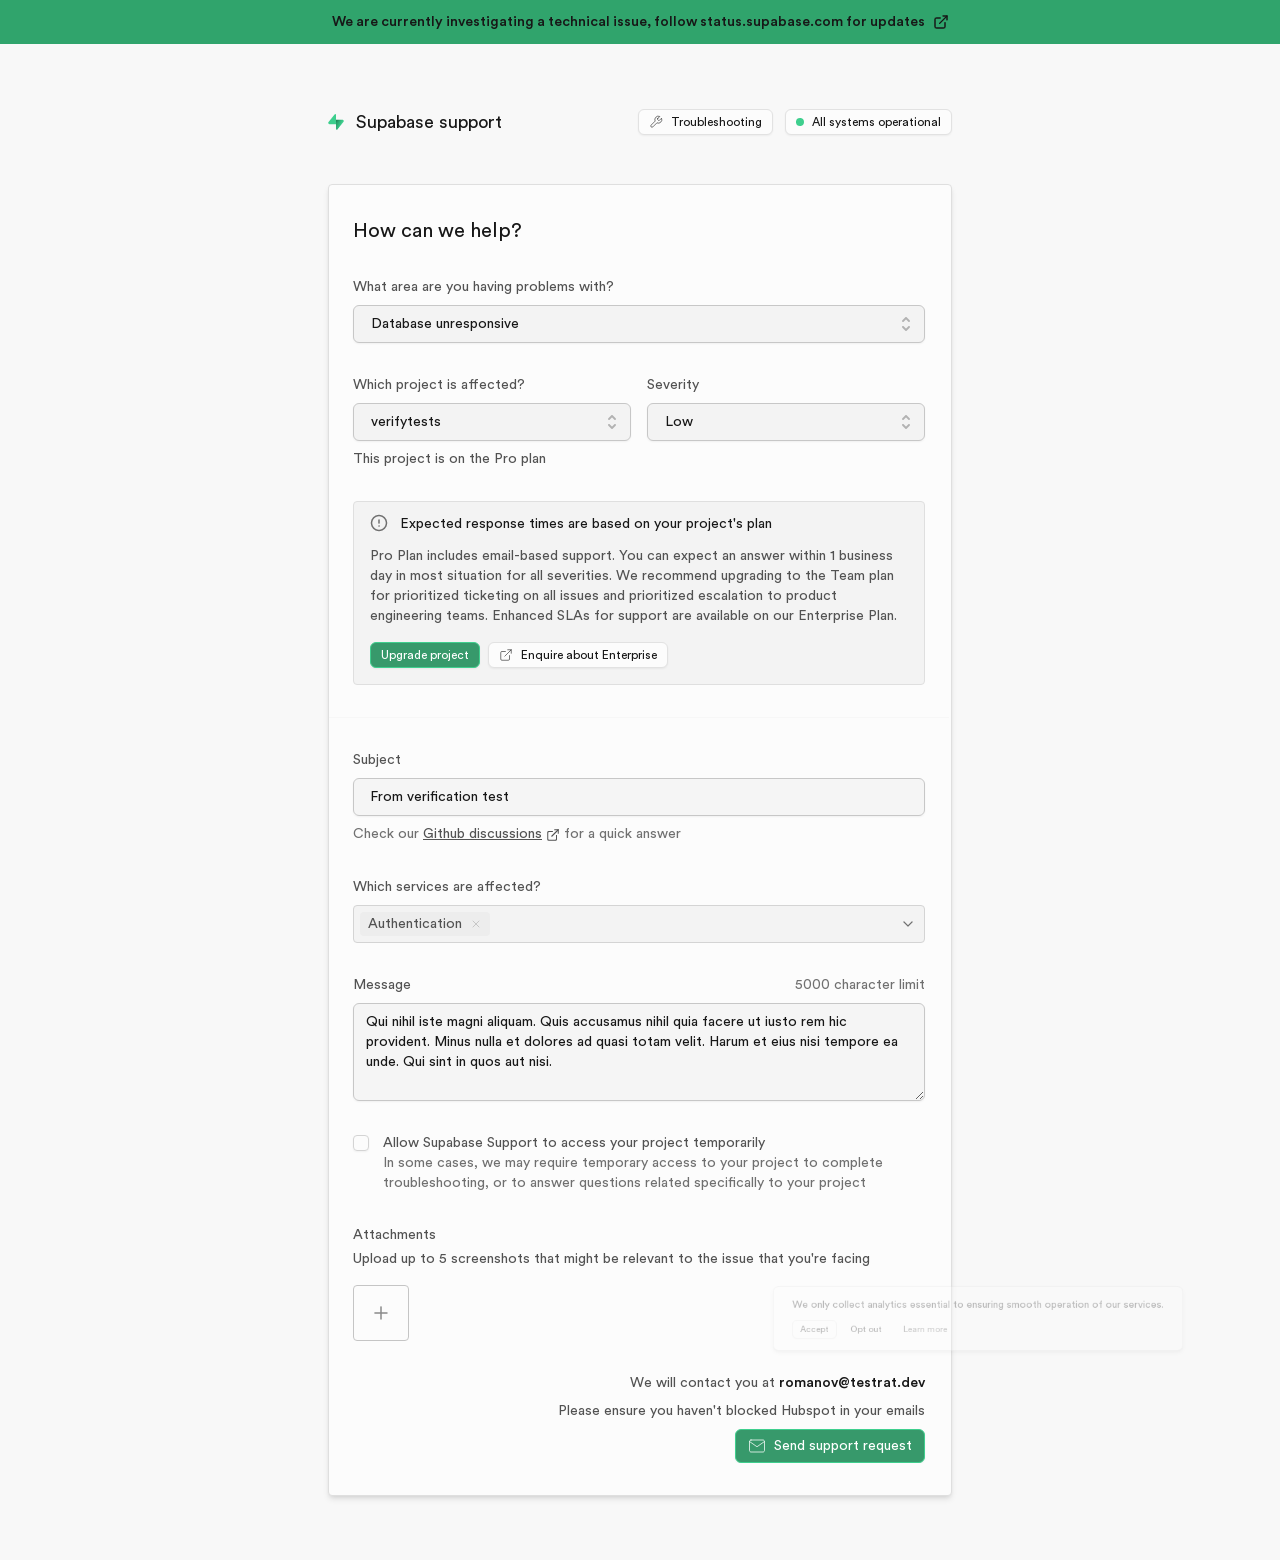 We are currently investigating a technical issue, follow status.supabase.com for updates
Supabase support
Troubleshooting
All systems operational
How can we help?
What area are you having problems with?
Database unresponsive
Which project is affected?
Severity
verifytests
Low
This project is on the Pro plan
Expected response times are based on your project's plan
Pro Plan includes email-based support. You can expect an answer within 1 business
day in most situation for all severities. We recommend upgrading to the Team plan
for prioritized ticketing on all issues and prioritized escalation to product
engineering teams. Enhanced SLAs for support are available on our Enterprise Plan.
Upgrade project
Enquire about Enterprise
Subject
From verification test
Check our Github discussions for a quick answer
Which services are affected?
Authentication
Message
5000 character limit
Qui nihil iste magni aliquam. Quis accusamus nihil quia facere ut iusto rem hic
provident. Minus nulla et dolores ad quasi totam velit. Harum et eius nisi tempore ea
unde. Qui sint in quos aut nisi.
Allow Supabase Support to access your project temporarily
In some cases, we may require temporary access to your project to complete
troubleshooting, or to answer questions related specifically to your project
Attachments
Upload up to 5 screenshots that might be relevant to the issue that you're facing
We only collect analytics essential to ensuring smooth operation of our services.
Accept
Opt out
Learn more
We will contact you at romanov@testrat.dev
Please ensure you haven't blocked Hubspot in your emails
Send support request